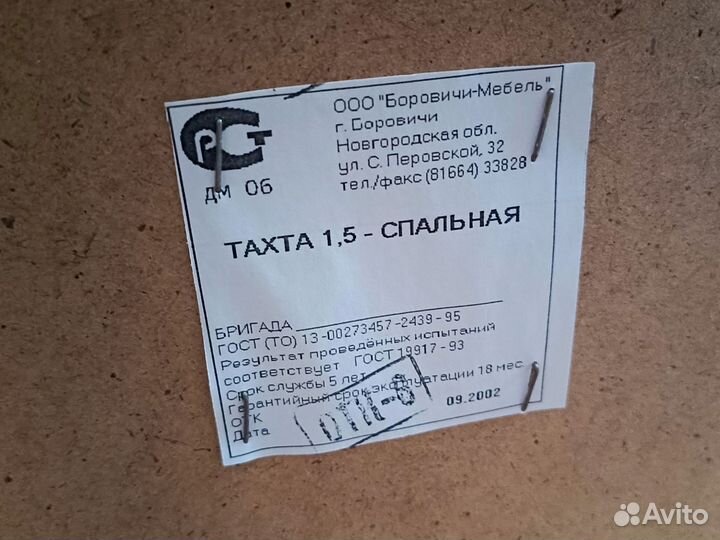 ООО "Боровичи-Мебель"
г. Боровичи
Новгородская обл.
ул. С. Перовской, 32
тел./факс (81664) 33828
РСТ
ДМ 06
ТАХТА 1,5 - СПАЛЬНАЯ
БРИГАДА
ГОСТ (ТО) 13-00273457-2439-95
Результат проведённых испытаний
соответствует ГОСТ 19917-93
Срок службы 5 лет
Гарантийный срок эксплуатации 18 мес.
ОТК
Дата 09.2002
Avito